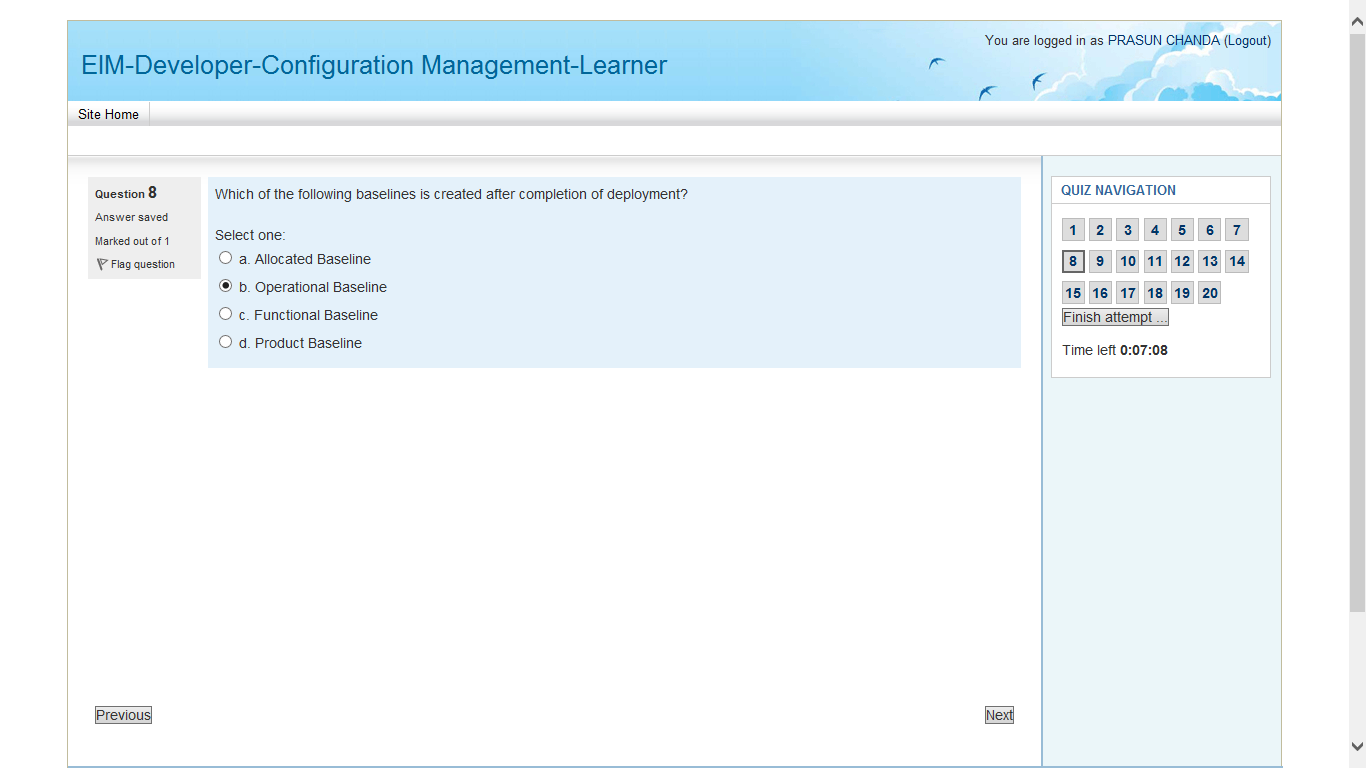 You are logged in as PRASUN CHANDA (Logout)
EIM-Developer-Configuration Management-Learner
Site Home
Question 8
Answer saved
Marked out of 1
Flag question
Which of the following baselines is created after completion of deployment?
Select one:
a. Allocated Baseline
b. Operational Baseline
c. Functional Baseline
d. Product Baseline
Previous
Next
QUIZ NAVIGATION
1 2 3 4 5 6 7
8 9 10 11 12 13 14
15 16 17 18 19 20
Finish attempt ...
Time left 0:07:08